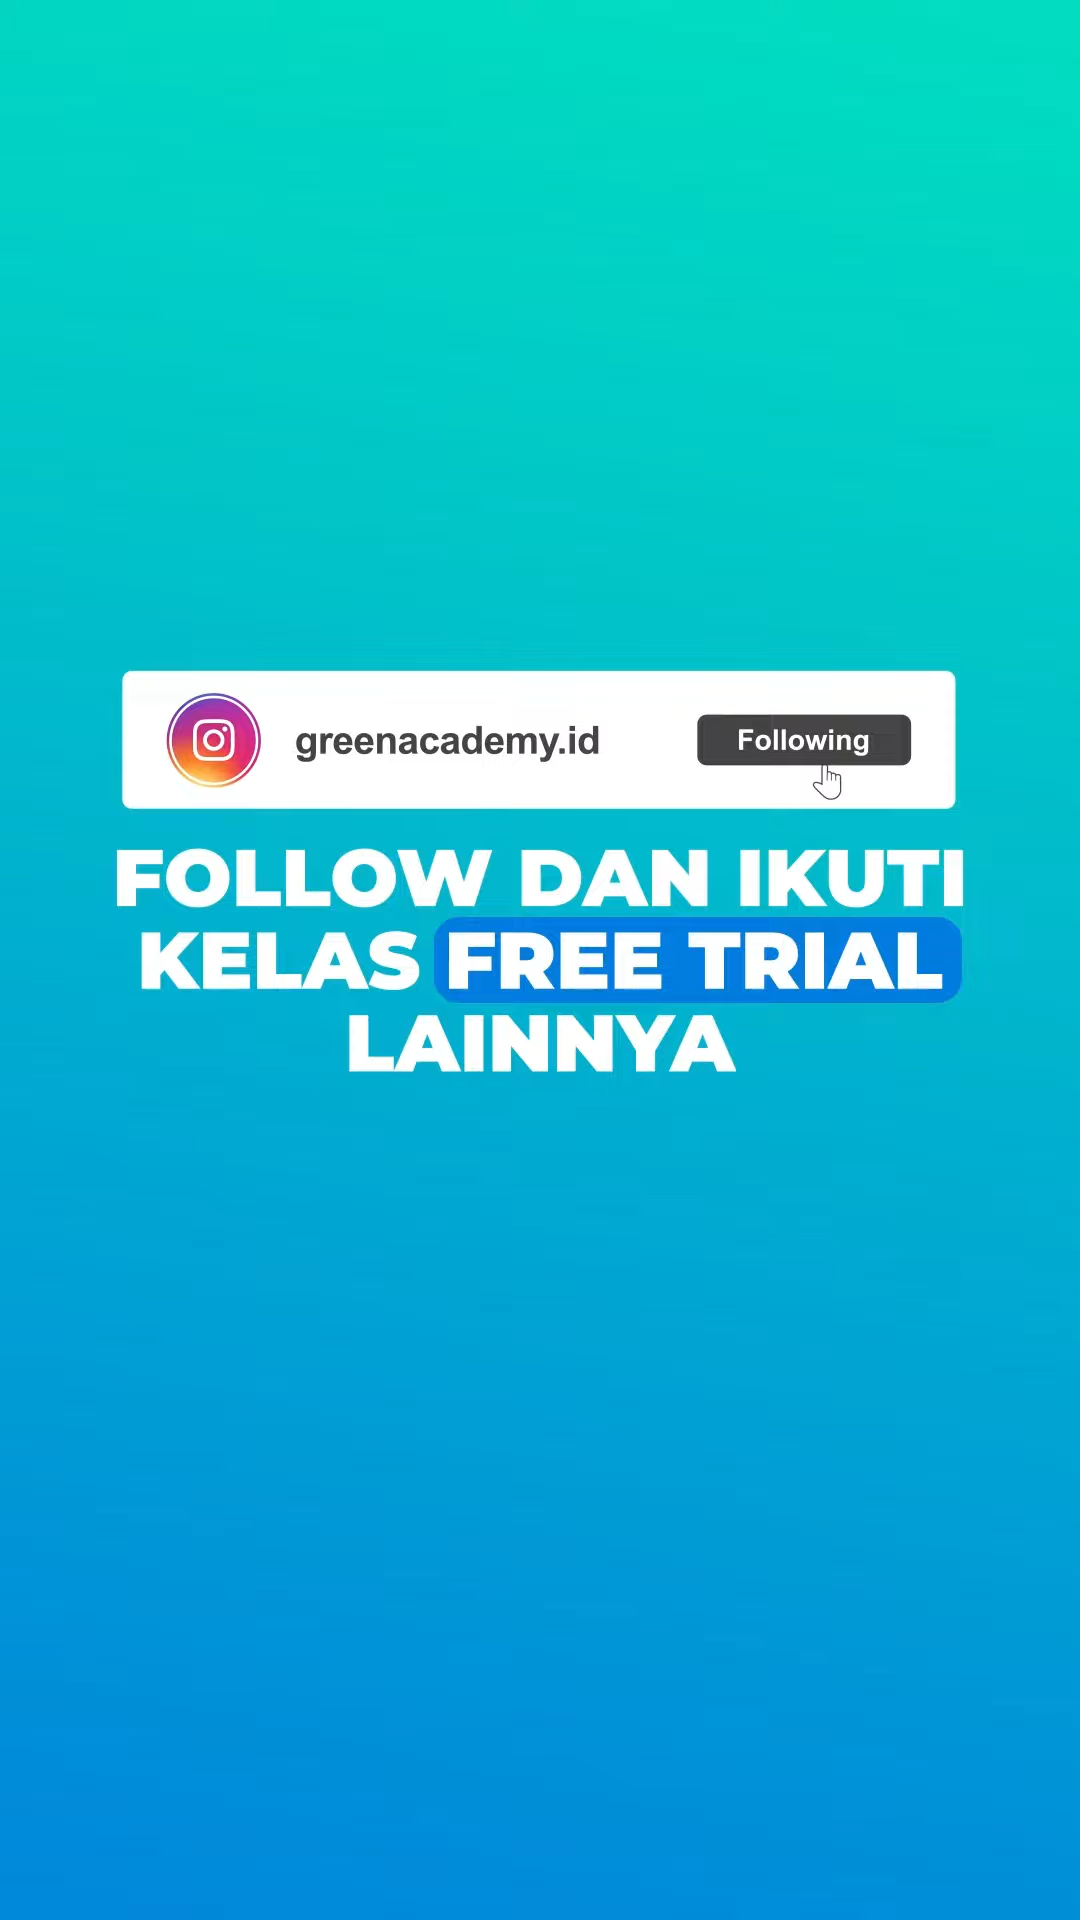 greenacademy.id
Following
FOLLOW DAN IKUTI
KELAS FREE TRIAL
LAINNYA